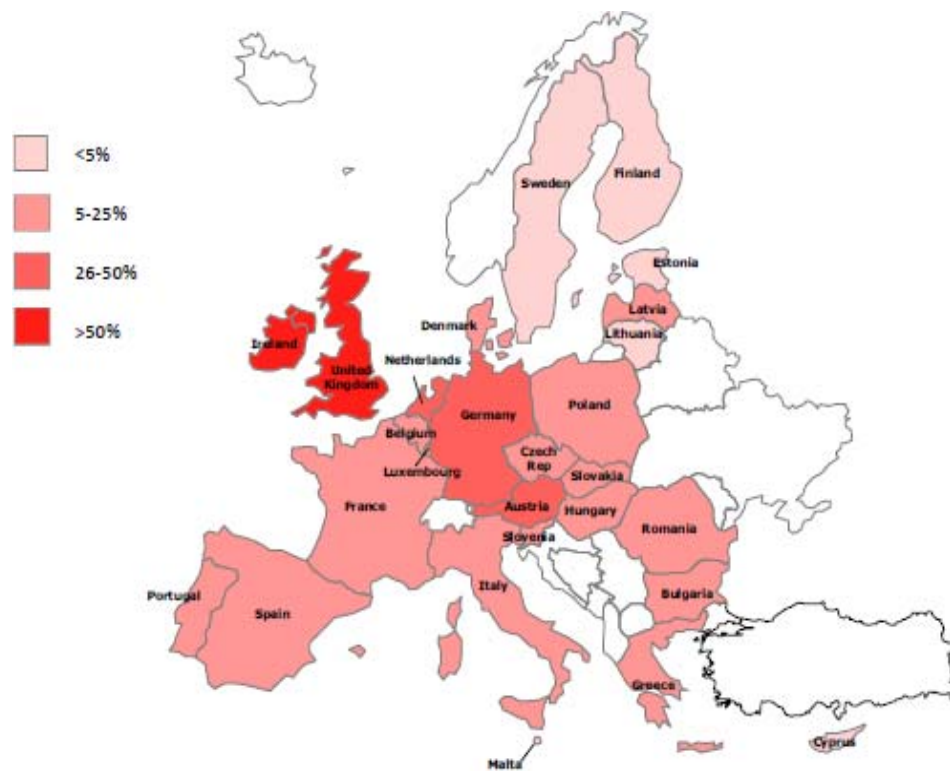 <5%
5-25%
26-50%
>50%
Sweden
Finland
Estonia
Latvia
Lithuania
Denmark
Netherlands
Ireland
United
Kingdom
Germany
Poland
Belgium
Luxembourg
Czech
Rep
Slovakia
France
Austria
Hungary
Slovenia
Romania
Bulgaria
Italy
Portugal
Spain
Greece
Malta
Cyprus